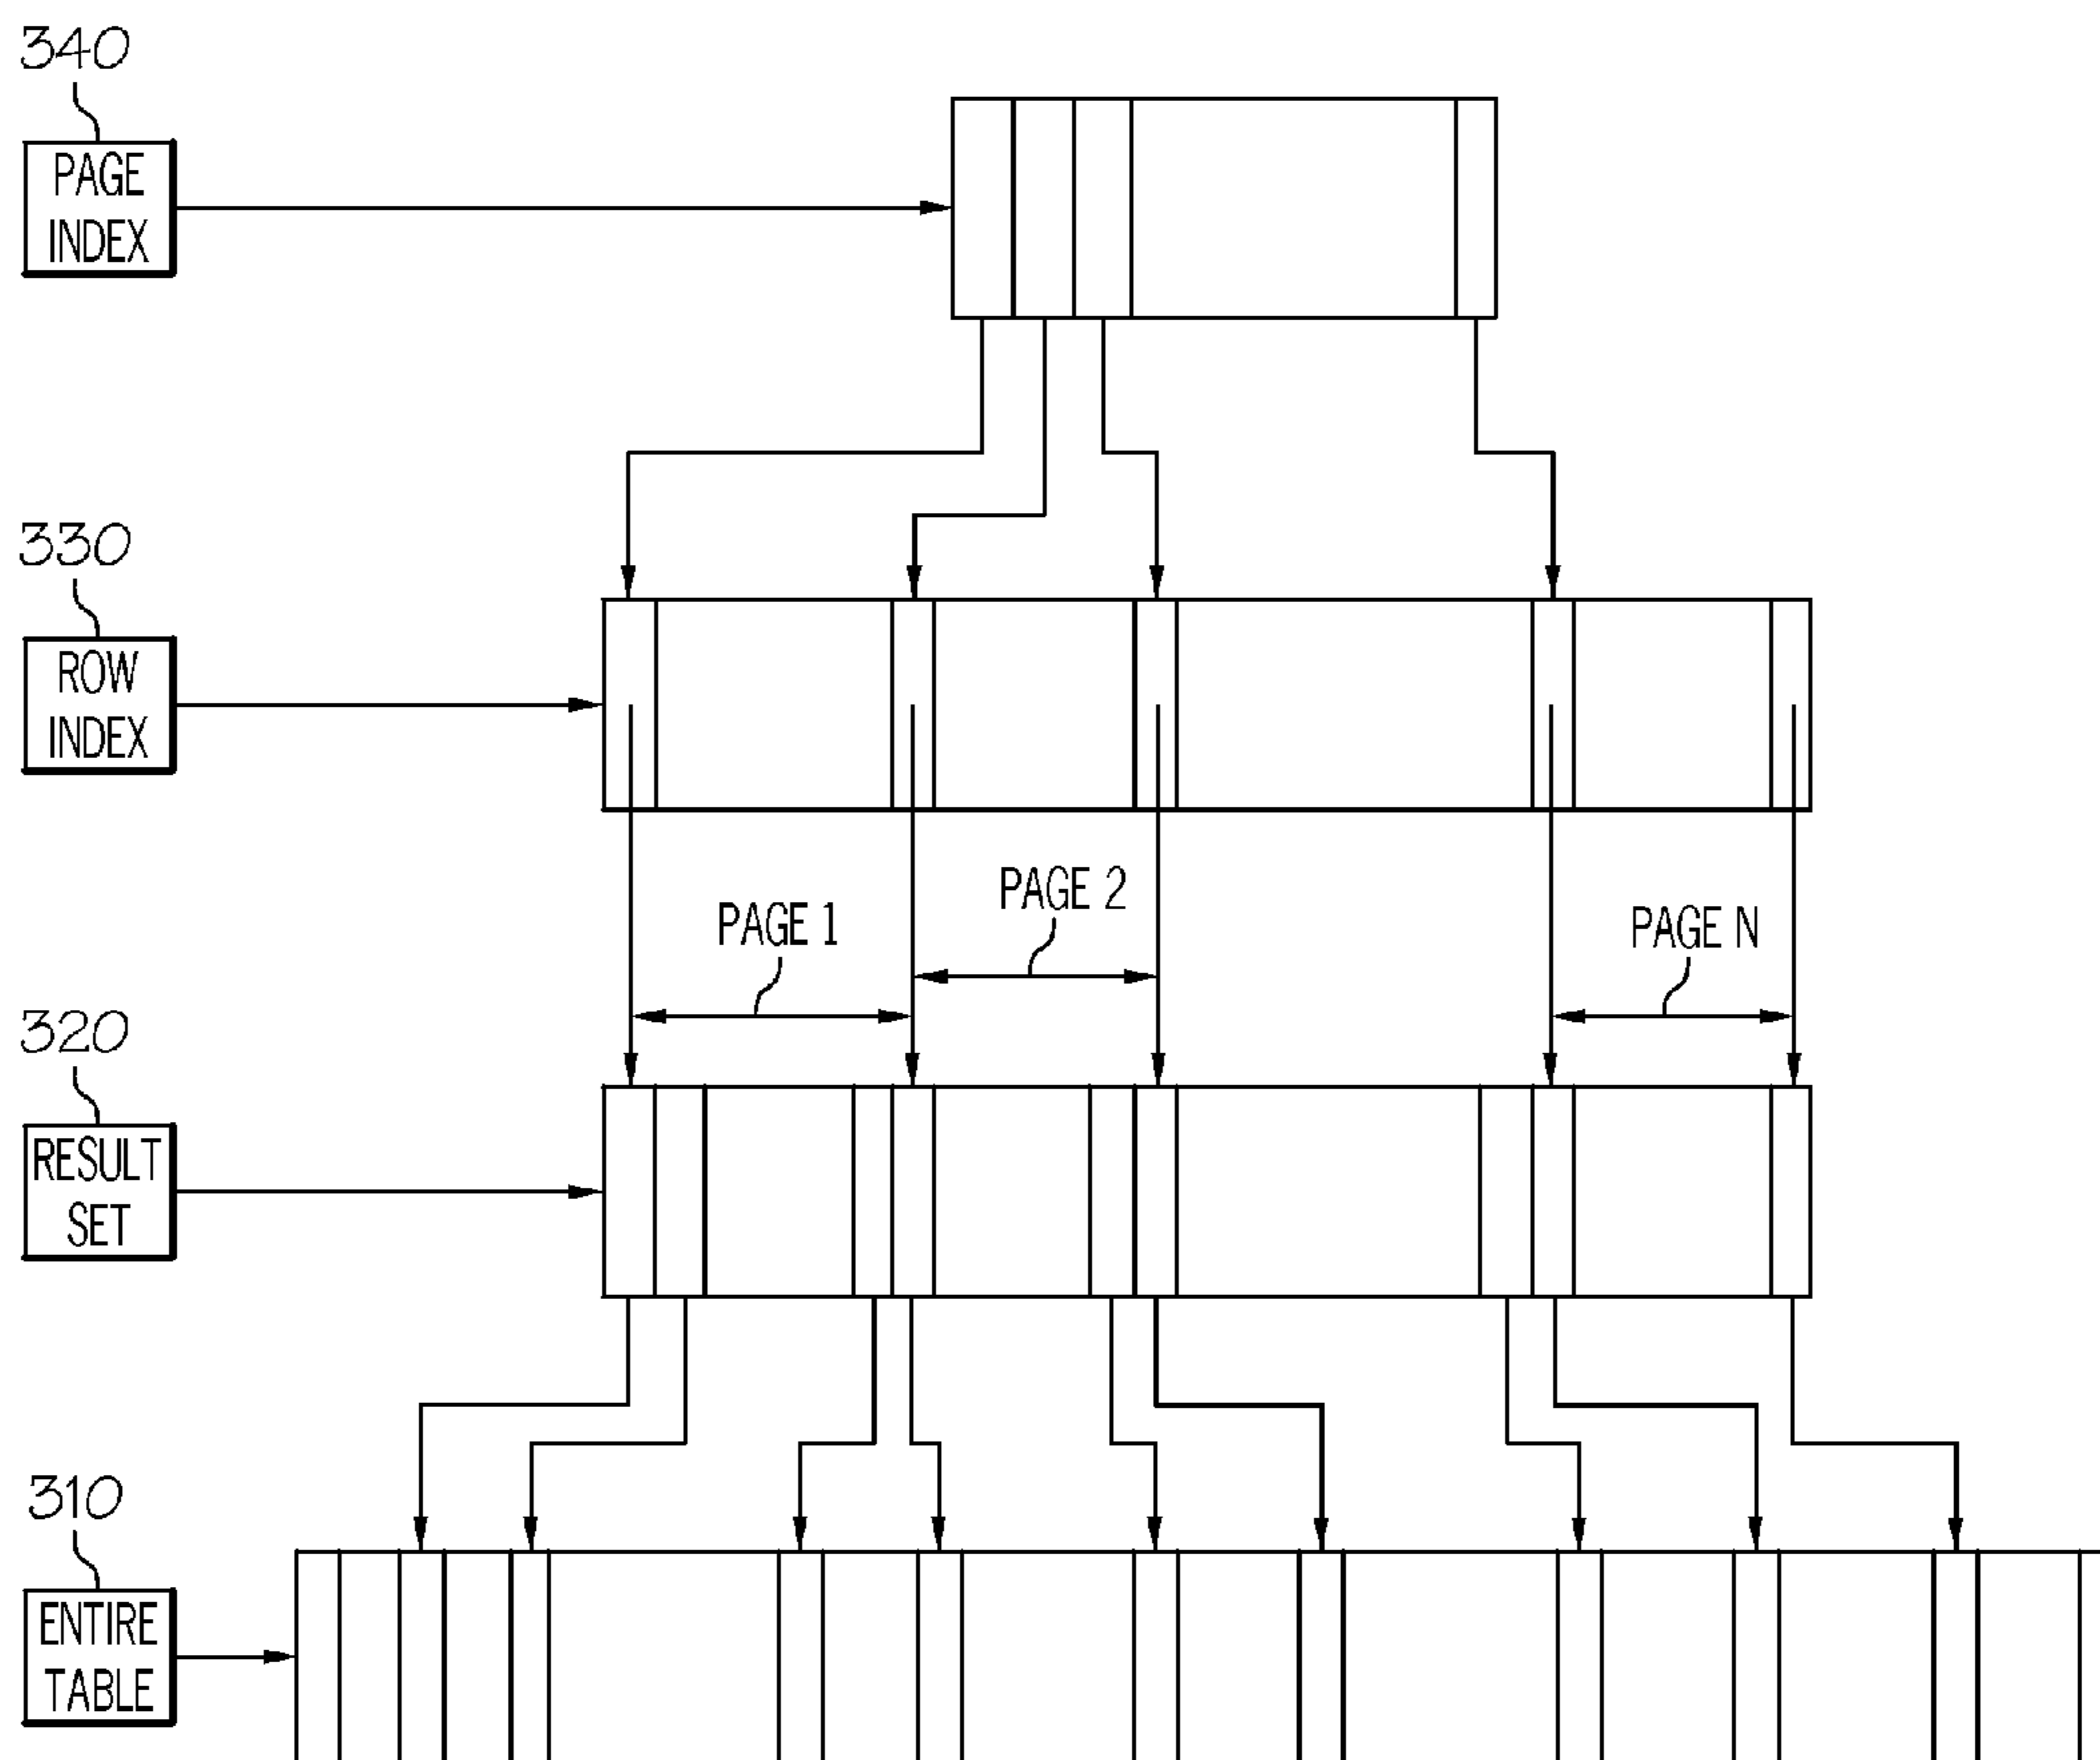 340
PAGE
INDEX
330
ROW
INDEX
PAGE 1
PAGE 2
PAGE N
320
RESULT
SET
310
ENTIRE
TABLE